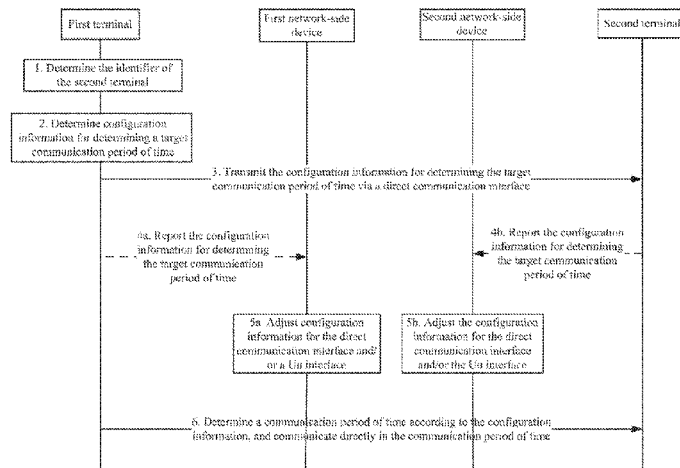 First terminal
First network-side
device
Second network-side
device
Second terminal
1. Determine the identifier of
the second terminal
2. Determine configuration
information for determining a target
communication period of time
3. Transmit the configuration information for determining the target
communication period of time via a direct communication interface
4a. Report the configuration
information for determining
the target communication
period of time
4b. Report the configuration
information for determining
the target communication
period of time
5a. Adjust configuration
information for the direct
communication interface and/
or a Uu interface
5b. Adjust the configuration
information for the direct
communication interface
and/or the Uu interface
6. Determine a communication period of time according to the configuration
information, and communicate directly in the communication period of time